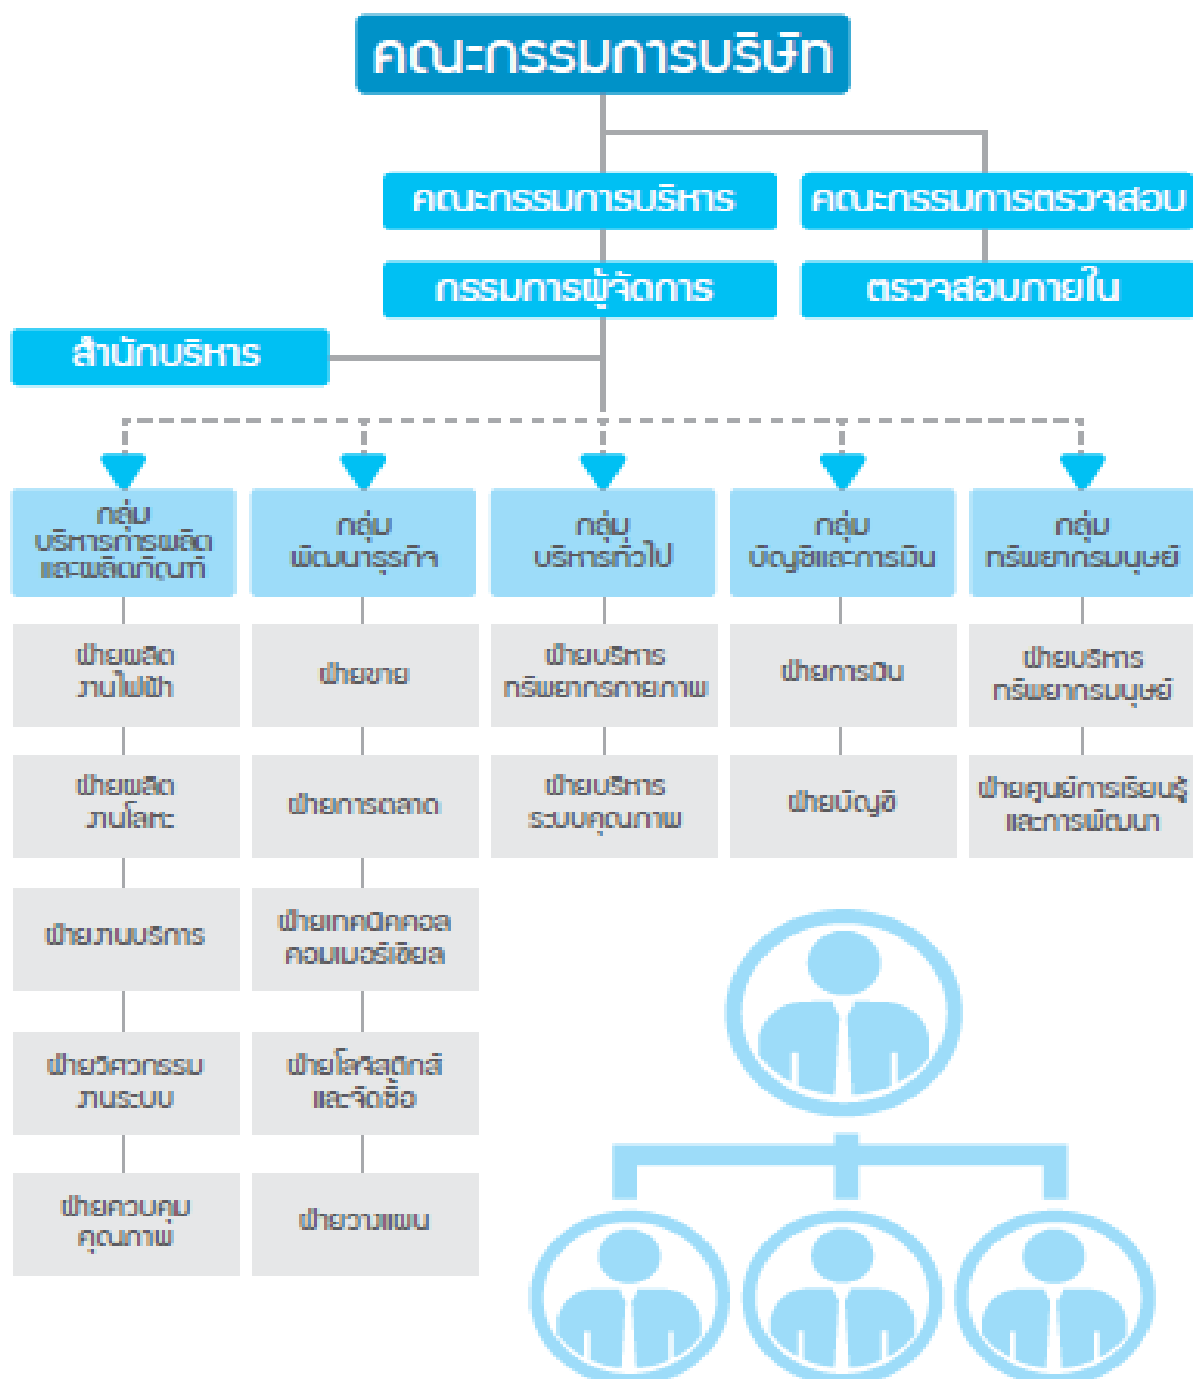 คณะกรรมการบริษัท
คณะกรรมการบริหาร
คณะกรรมการตรวจสอบ
กรรมการผู้จัดการ
ตรวจสอบภายใน
สำนักบริหาร
กลุ่ม
บริหารการผลิต
และผลิตภัณฑ์
กลุ่ม
พัฒนาธุรกิจ
กลุ่ม
บริหารทั่วไป
กลุ่ม
บัญชีและการเงิน
กลุ่ม
ทรัพยากรมนุษย์
ฝ่ายผลิต
งานไฟฟ้า
ฝ่ายขาย
ฝ่ายบริหาร
ทรัพยากรกายภาพ
ฝ่ายการเงิน
ฝ่ายบริหาร
ทรัพยากรมนุษย์
ฝ่ายผลิต
งานโลหะ
ฝ่ายการตลาด
ฝ่ายบริหาร
ระบบคุณภาพ
ฝ่ายบัญชี
ฝ่ายศูนย์การเรียนรู้
และการพัฒนา
ฝ่ายงานบริการ
ฝ่ายเทคนิคคอล
คอมเมอร์เชียล
ฝ่ายวิศวกรรม
งานระบบ
ฝ่ายโลจิสติกส์
และจัดซื้อ
ฝ่ายควบคุม
คุณภาพ
ฝ่ายวางแผน